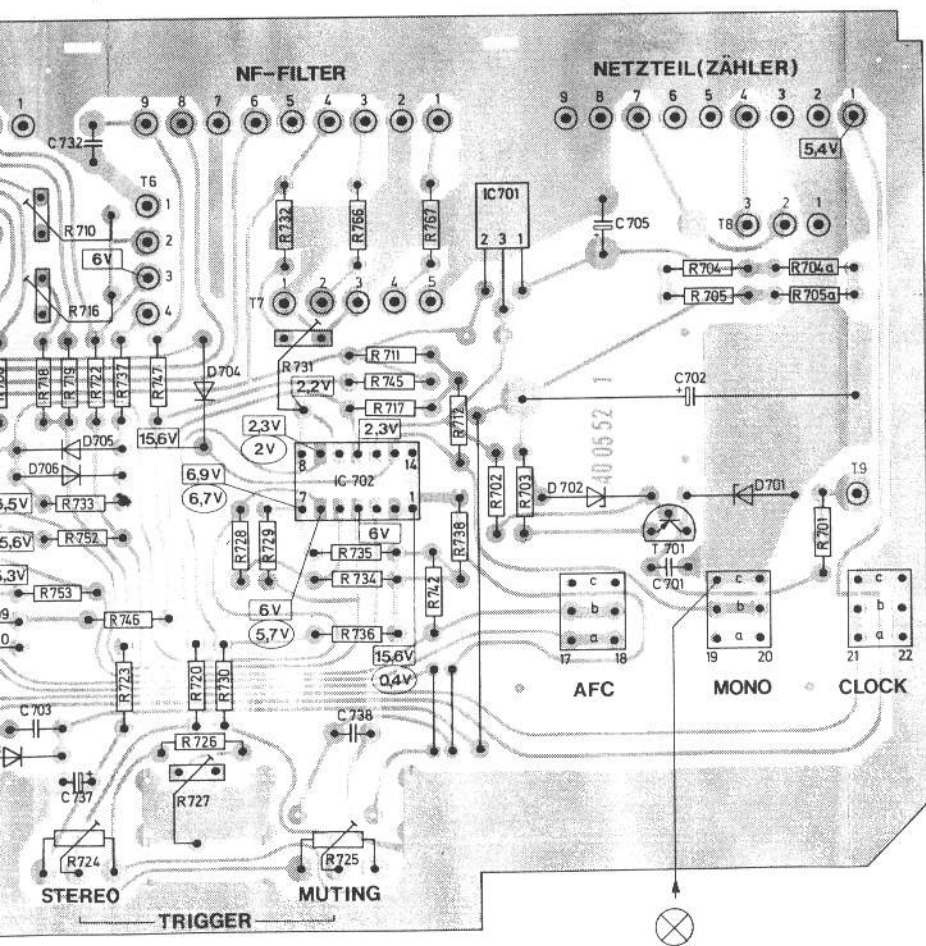 NF-FILTER
NETZTEIL(ZÄHLER)
1
9 8 7 6 5 4 3 2 1
9 8 7 6 5 4 3 2 1
5,4V
C732
T6
1
2
3
4
R710
6V
R716
R732
R766
R767
IC701
2 3 1
C705
T8
3 2 1
R704
R704a
R705
R705a
T7
1 2 3 4 5
R731
R718
R719
R722
R737
R747
D704
R711
R745
R717
R712
2,2V
2,3V
2V
2,3V
C702
+
400552 1
15,6V
D705
D706
8
14
IC 702
7
1
6,9V
6,7V
R702
R703
D702
D701
T.9
R733
R752
R753
R746
R728
R729
6V
R735
R734
R738
R742
T.701
C701
R701
6V
5,7V
R736
15,6V
0,4V
c
b
a
17 18
AFC
c
b
a
19 20
MONO
c
b
a
21 22
CLOCK
R723
R720
R730
C703
C738
R726
C737
R727
R724
R725
STEREO
MUTING
TRIGGER